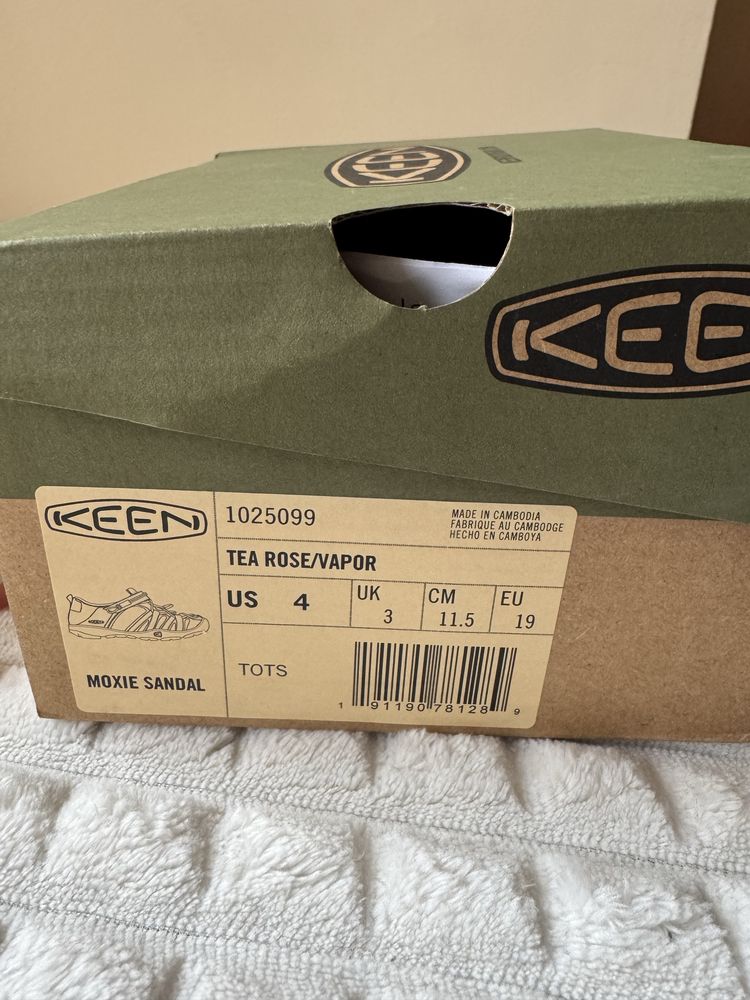 KEEN
KEE
KEEN
1025099
MADE IN CAMBODIA
FABRIQUE AU CAMBODGE
HECHO EN CAMBOYA
TEA ROSE/VAPOR
US 4
UK 3
CM 11.5
EU 19
MOXIE SANDAL
TOTS
1 91190 78128 9